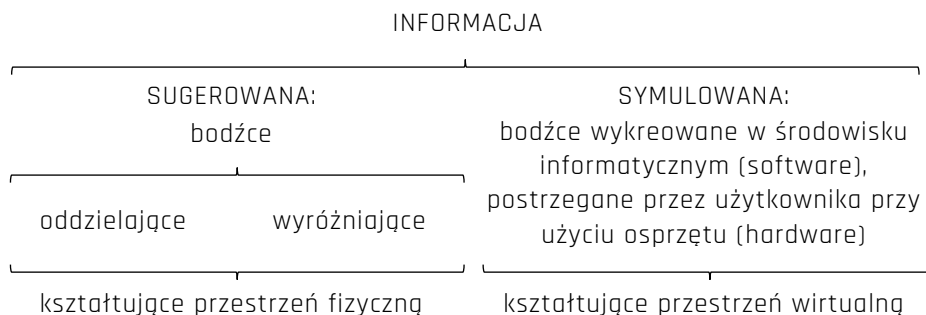 INFORMACJA
SUGEROWANA:
bodźce
oddzielające wyróżniające
kształtujące przestrzeń fizyczną
SYMULOWANA:
bodźce wykreowane w środowisku
informatycznym (software),
postrzegane przez użytkownika przy
użyciu osprzętu (hardware)
kształtujące przestrzeń wirtualną